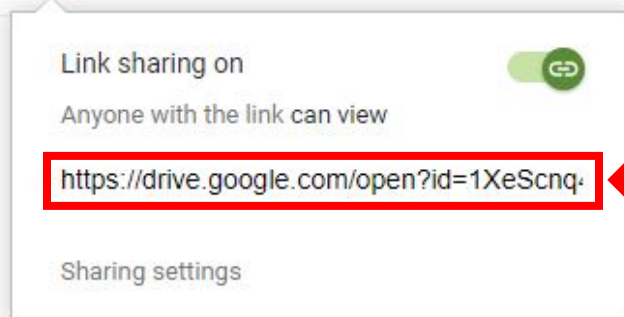 Link sharing on
Anyone with the link can view
https://drive.google.com/open?id=1XeScnq
Sharing settings